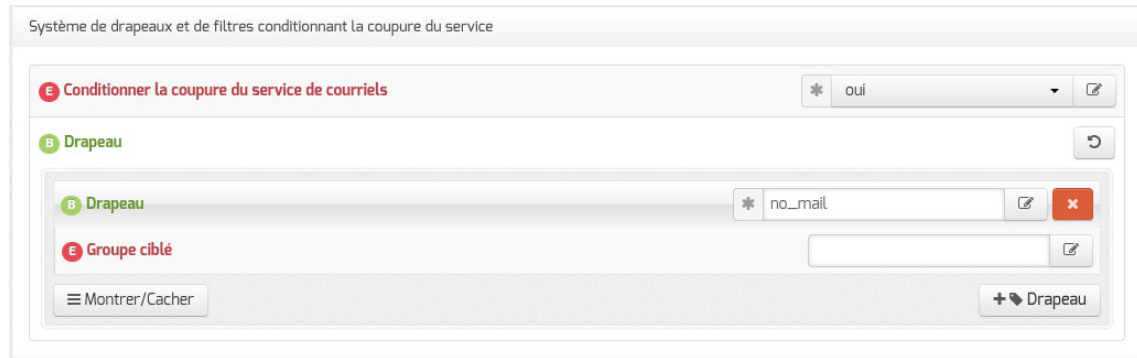 Système de drapeaux et de filtres conditionnant la coupure du service
E Conditionner la coupure du service de courriels
oui
B Drapeau
B Drapeau
no_mail
E Groupe ciblé
Montrer/Cacher
Drapeau